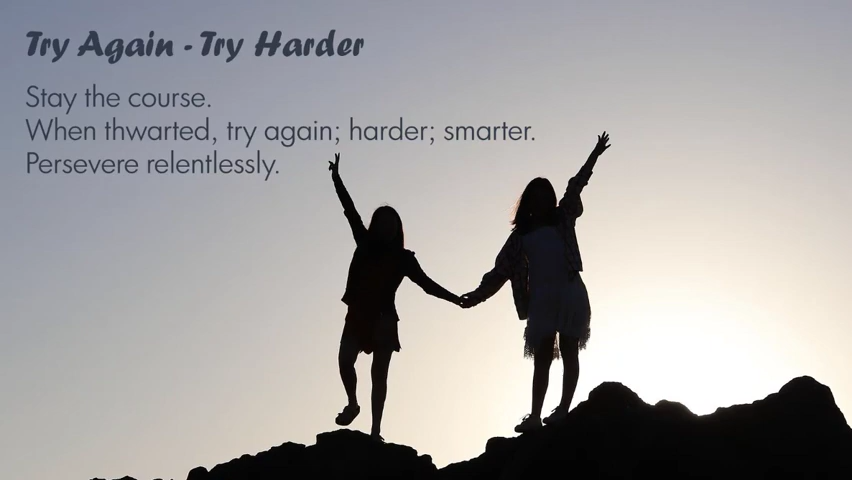 Try Again - Try Harder
Stay the course.
When thwarted, try again; harder; smarter.
Persevere relentlessly.